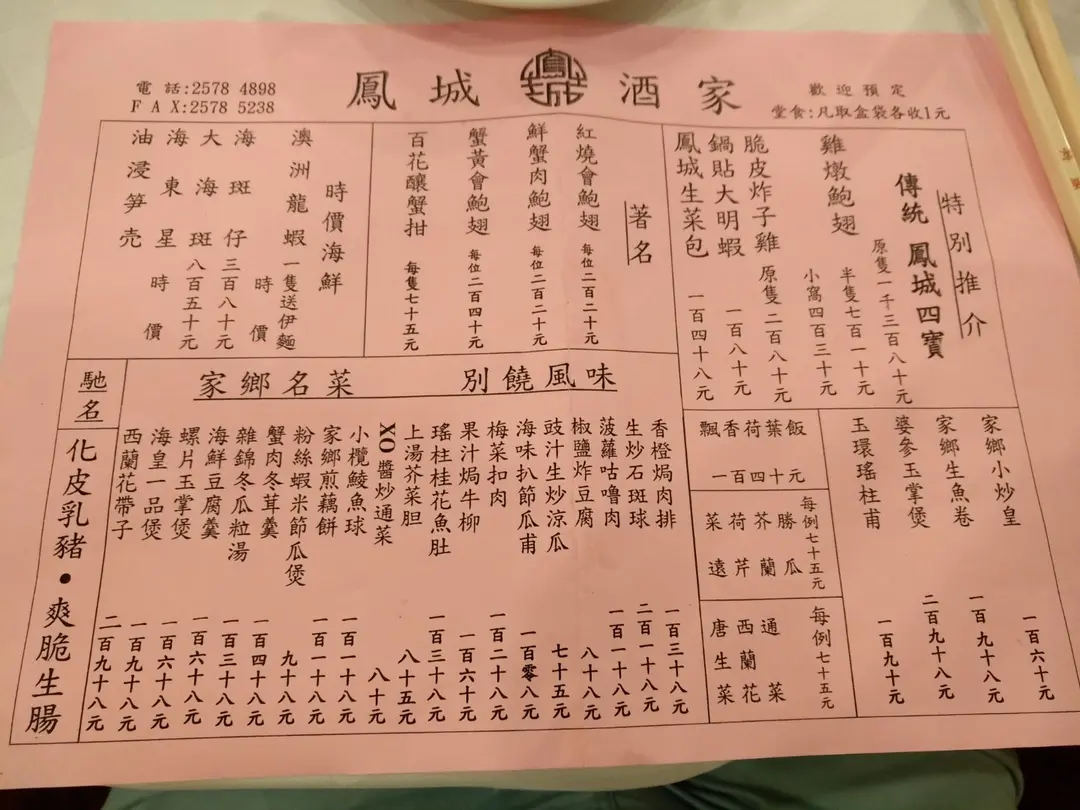 電話:2578 4898
FAX:2578 5238
鳳城酒家
歡迎預定
堂食:凡取盒袋各收1元
特別推介
傳統 鳳城四寶
雞燉鮑翅
原隻一千三百八十元
半隻七百一十元
小窩四百三十元
脆皮炸子雞 原隻二百八十元
鍋貼大明蝦 一百八十元
鳳城生菜包 一百四十八元
著名
紅燒會鮑翅 每位二百二十元
鮮蟹肉鮑翅 每位二百二十元
蟹黃會鮑翅 每位二百四十元
百花釀蟹拑 每隻七十五元
時價海鮮
澳洲龍蝦 一隻送伊麵 時價
海斑仔 三百八十元
大海斑 八百五十元
海東星 時價
油浸笋壳
家鄉小炒皇 一百六十元
家鄉生魚卷 一百九十八元
婆參玉掌煲 二百九十八元
玉環瑤柱甫 一百九十元
飄香荷葉飯
一百四十元
每例七十五元
勝瓜
芥蘭
荷芹
菜遠
每例七十五元
通菜
西蘭花
唐生菜
家鄉名菜 別饒風味
香橙焗肉排 一百三十八元
生炒石斑球 二百一十八元
菠蘿咕嚕肉 一百一十八元
椒鹽炸豆腐 八十八元
豉汁生炒涼瓜 七十五元
海味扒節瓜甫 一百零八元
梅菜扣肉 一百二十八元
果汁焗牛柳 一百六十元
瑤柱桂花魚肚 一百三十八元
上湯芥菜胆 八十五元
XO醬炒通菜 八十元
小欖鯪魚球 一百一十八元
家鄉煎藕餅 一百一十八元
粉絲蝦米節瓜煲 九十八元
蟹肉冬茸羹 一百四十八元
雜錦冬瓜粒湯 一百三十八元
海鮮豆腐羹 一百六十八元
螺片玉掌煲 一百六十八元
海皇一品煲 一百九十八元
西蘭花帶子 二百九十八元
馳名
化皮乳豬•爽脆生腸